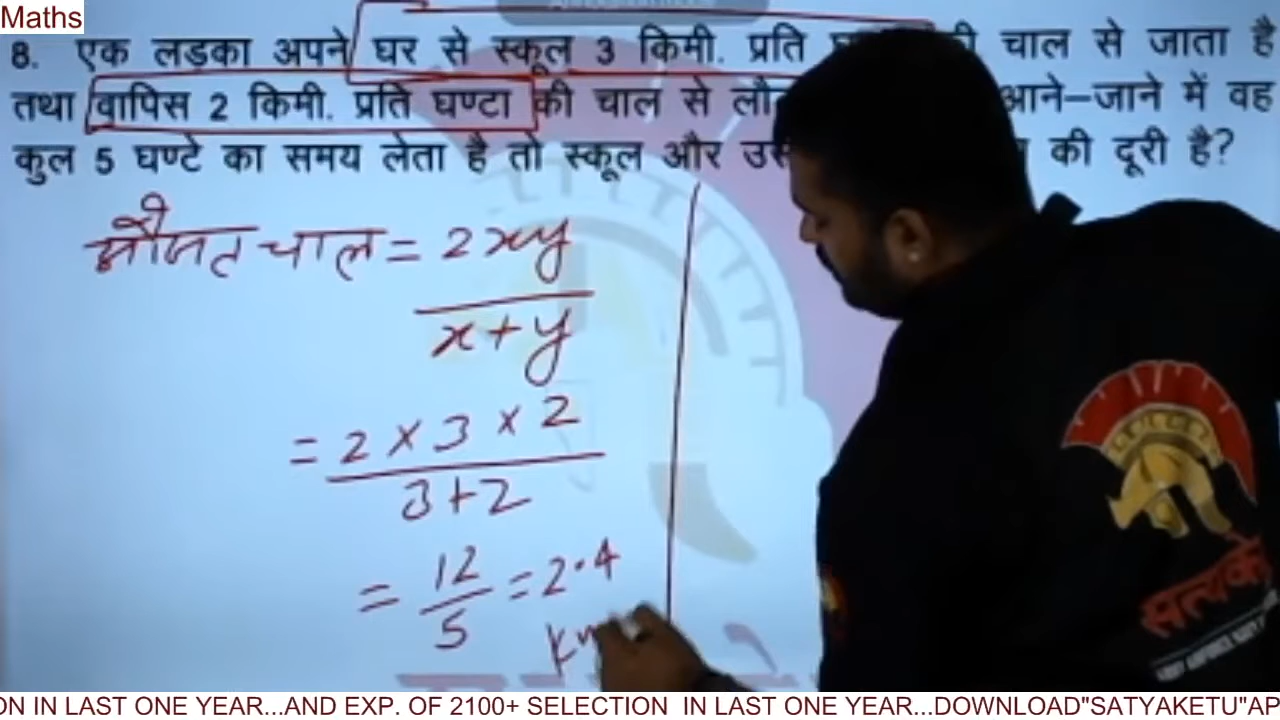 Maths
8. एक लडका अपने घर से स्कूल 3 किमी. प्रति की चाल से जाता है
तथा वापिस 2 किमी. प्रति घण्टा की चाल से आने–जाने में वह
कुल 5 घण्टे का समय लेता है तो स्कूल और की दूरी है?
औसत चाल = 2xy
x+y
= 2 × 3 × 2
3+2
= 12
5
= 2.4
km
ON IN LAST ONE YEAR...AND EXP. OF 2100+ SELECTION IN LAST ONE YEAR...DOWNLOAD"SATYAKETU"AP